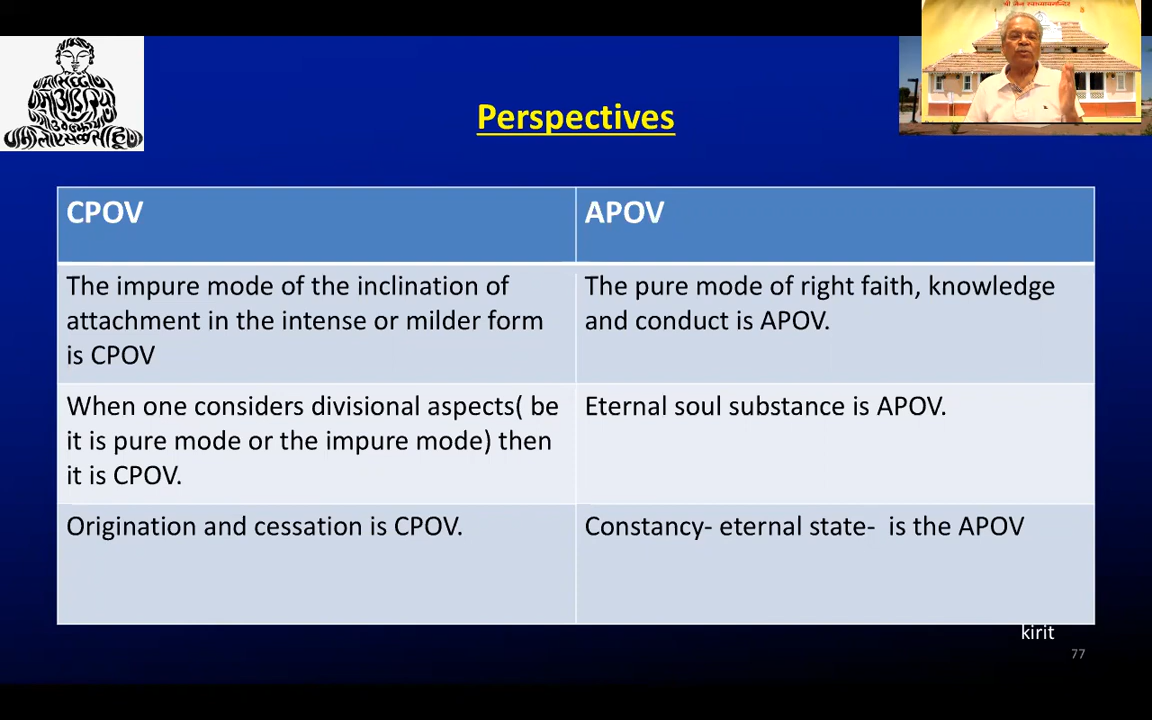 श्री जैन स्वाध्यायमन्दिर
Perspectives
CPOV
APOV
The impure mode of the inclination of
attachment in the intense or milder form
is CPOV
The pure mode of right faith, knowledge
and conduct is APOV.
When one considers divisional aspects( be
it is pure mode or the impure mode) then
it is CPOV.
Eternal soul substance is APOV.
Origination and cessation is CPOV.
Constancy- eternal state-  is the APOV
kirit
77